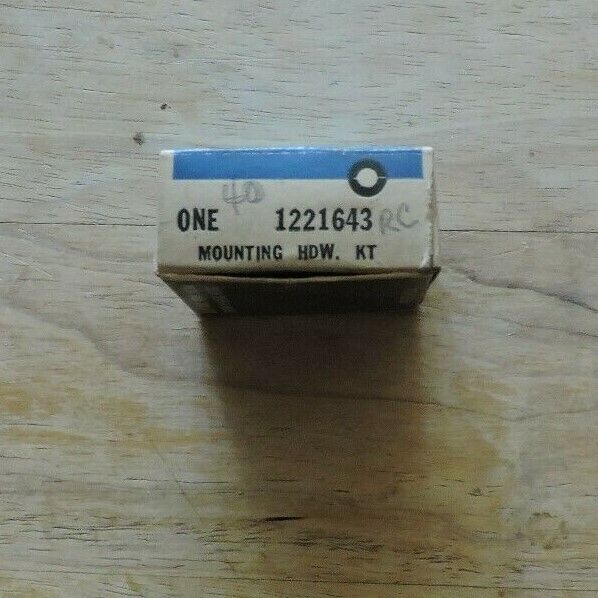 40
ONE 1221643 RC
MOUNTING HDW. KT